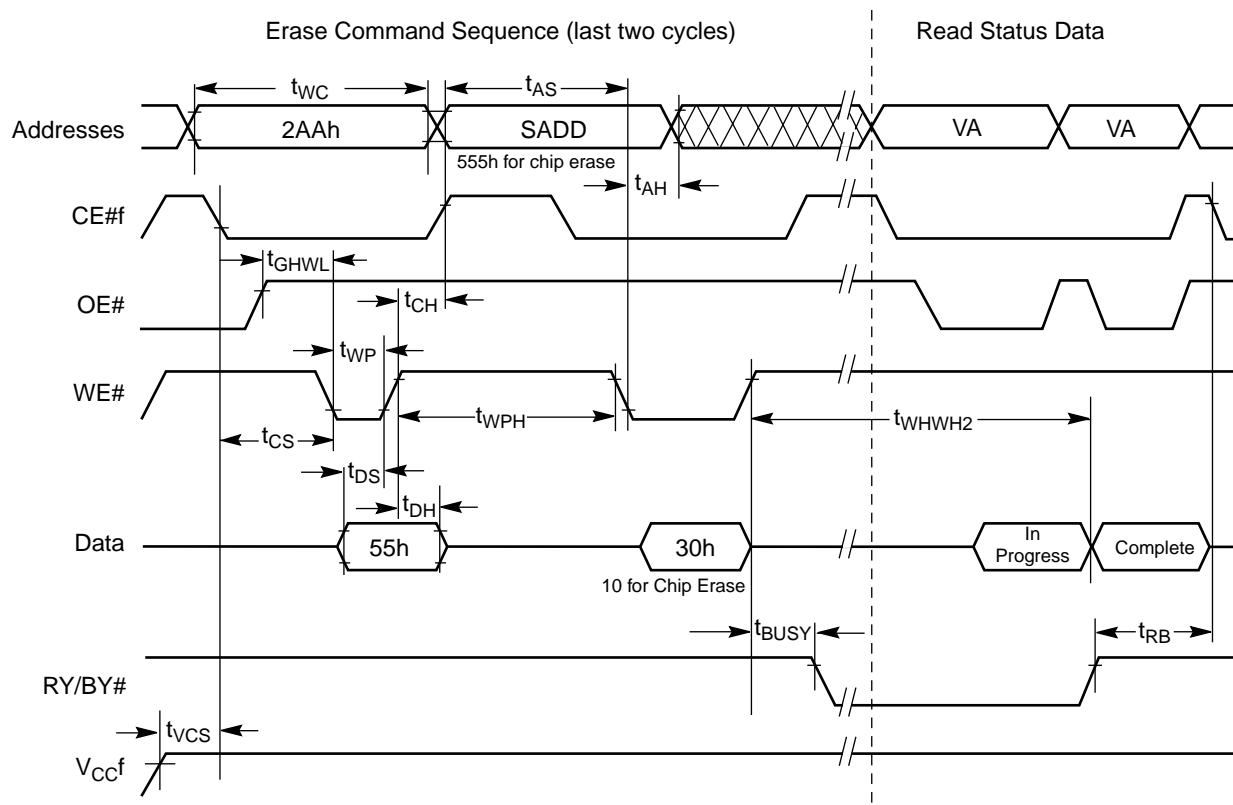 Erase Command Sequence (last two cycles)
Read Status Data
tWC
tAS
Addresses
2AAh
SADD
VA
VA
555h for chip erase
tAH
CE#f
tGHWL
OE#
tCH
tWP
WE#
tWPH
tWHWH2
tCS
tDS
tDH
Data
55h
30h
In
Progress
Complete
10 for Chip Erase
tBUSY
tRB
RY/BY#
tVCS
VCCf